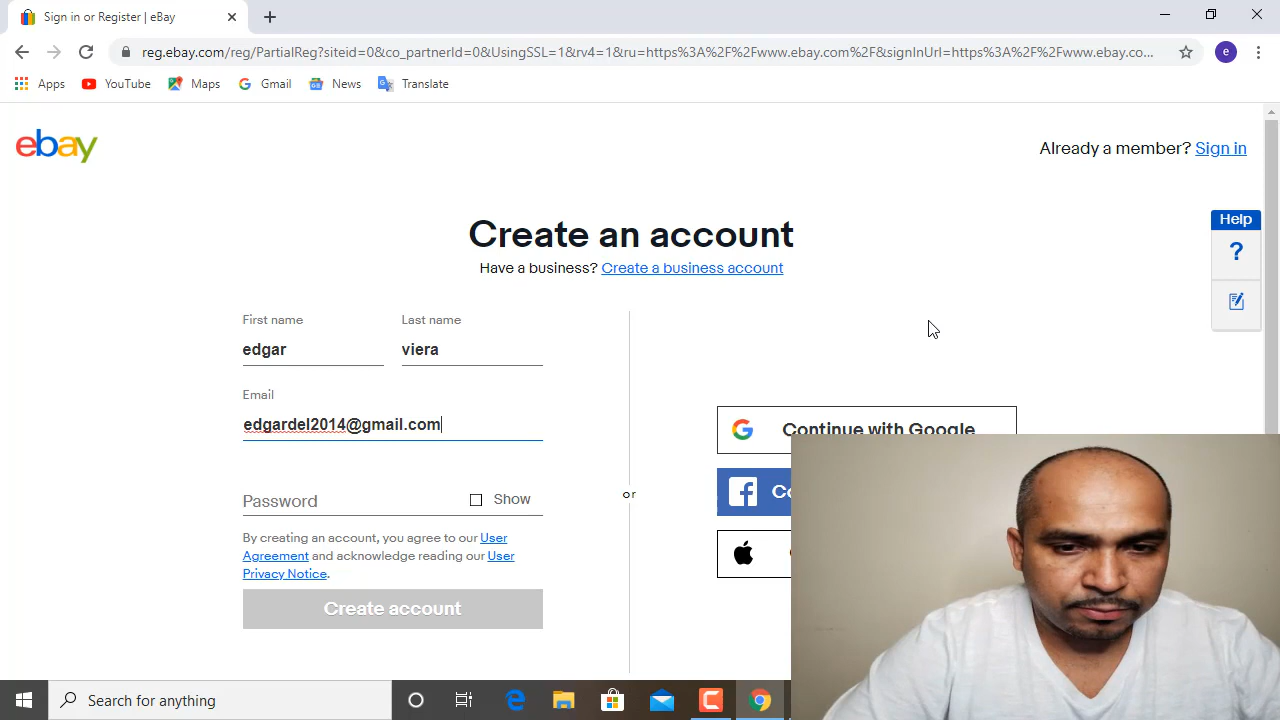 Sign in or Register | eBay
reg.ebay.com/reg/PartialReg?siteid=0&co_partnerId=0&UsingSSL=1&rv4=1&ru=https%3A%2F%2Fwww.ebay.com%2F&signInUrl=https%3A%2F%2Fwww.ebay.co...
e
Apps YouTube Maps Gmail News Translate
ebay
Already a member? Sign in
Help
?
Create an account
Have a business? Create a business account
First name Last name
edgar viera
Email
edgardel2014@gmail.com
Continue with Google
Password Show
or
By creating an account, you agree to our User
Agreement and acknowledge reading our User
Privacy Notice.
Create account
Search for anything